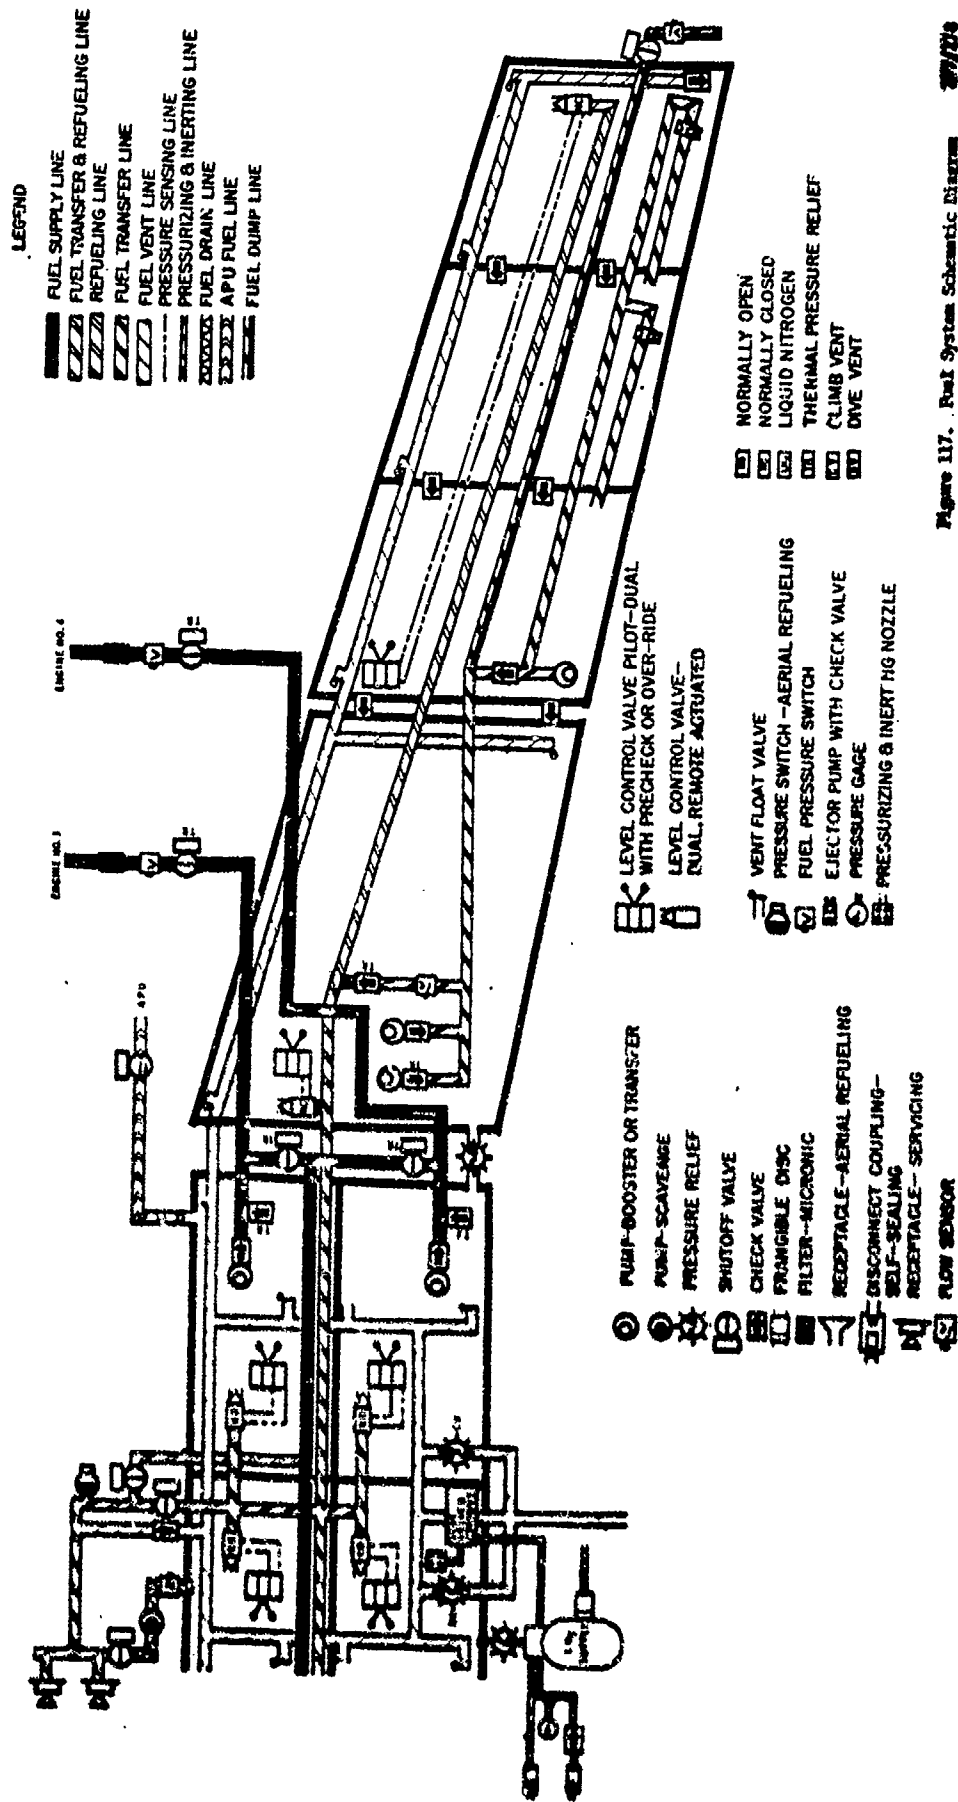 LEGEND
FUEL SUPPLY LINE
FUEL TRANSFER & REFUELING LINE
REFUELING LINE
FUEL TRANSFER LINE
FUEL VENT LINE
PRESSURE SENSING LINE
PRESSURIZING & INERTING LINE
FUEL DRAIN LINE
APU FUEL LINE
FUEL DUMP LINE
ENGINE NO. 4
ENGINE NO. 3
APU
PUMP-BOOSTER OR TRANSFER
PUMP-SCAVENGE
PRESSURE RELIEF
SHUTOFF VALVE
CHECK VALVE
FRANGIBLE DISC
FILTER-MICRONIC
RECEPTACLE-AERIAL REFUELING
DISCONNECT COUPLING-
SELF-SEALING
RECEPTACLE- SERVICING
FLOW SENSOR
LEVEL CONTROL VALVE PILOT-DUAL
WITH PRECHECK OR OVER-RIDE
LEVEL CONTROL VALVE-
DUAL, REMOTE ACTUATED
VENT FLOAT VALVE
PRESSURE SWITCH-AERIAL REFUELING
FUEL PRESSURE SWITCH
EJECTOR PUMP WITH CHECK VALVE
PRESSURE GAGE
PRESSURIZING & INERT NG NOZZLE
NORMALLY OPEN
NORMALLY CLOSED
LIQUID NITROGEN
THERMAL PRESSURE RELIEF
CLIMB VENT
DIVE VENT
Figure 117. Fuel System Schematic Diagram